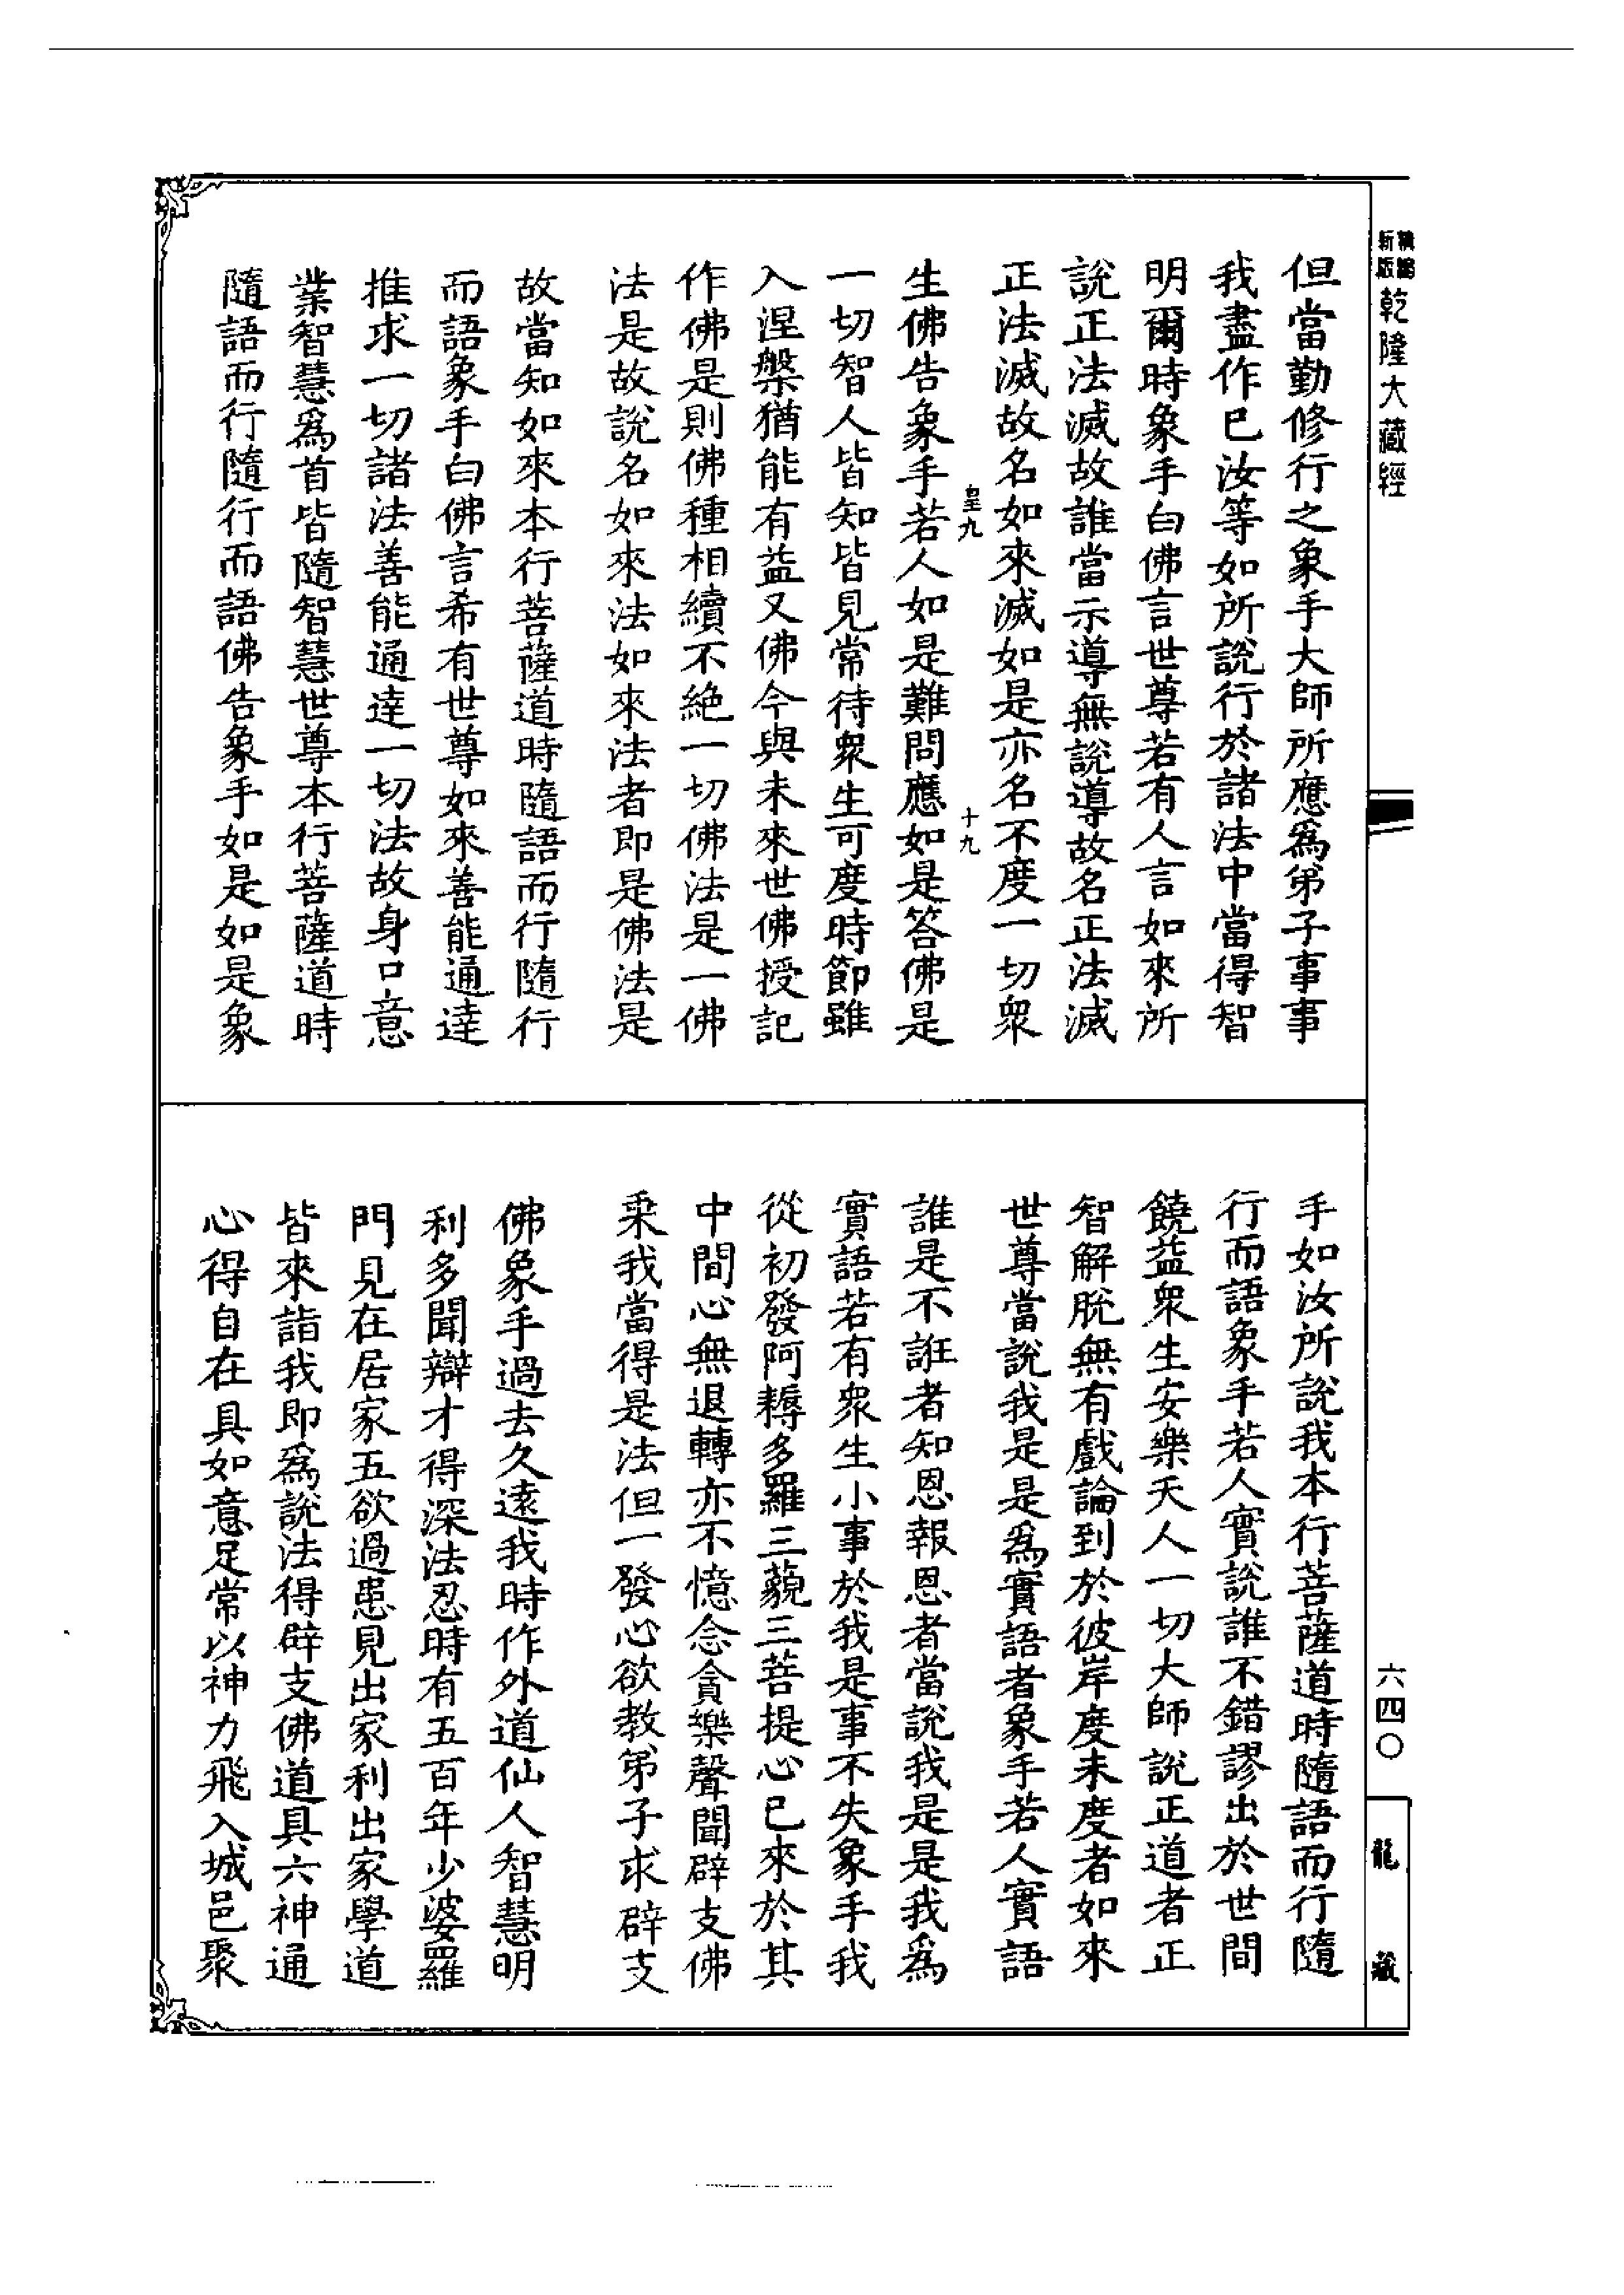 精編
新版
乾隆大藏經
但當勤修行之象手大師所應爲弟子事事
我盡作已汝等如所說行於諸法中當得智
明爾時象手白佛言世尊若有人言如來所
說正法滅故誰當示導無說導故名正法滅
正法滅故名如來滅如是亦名不度一切衆
皇九
十九
生佛告象手若人如是難問應如是答佛是
一切智人皆知皆見常待衆生可度時節雖
入涅槃猶能有益又佛今與未來世佛授記
作佛是則佛種相續不絶一切佛法是一佛
法是故說名如來法如來法者即是佛法是
故當知如來本行菩薩道時隨語而行隨行
而語象手白佛言希有世尊如來善能通達
推求一切諸法善能通達一切法故身口意
業智慧爲首皆隨智慧世尊本行菩薩道時
隨語而行隨行而語佛告象手如是如是象
手如汝所說我本行菩薩道時隨語而行隨
行而語象手若人實說誰不錯謬出於世間
饒益衆生安樂天人一切大師說正道者正
智解脫無有戲論到於彼岸度未度者如來
世尊當說我是是爲實語者象手若人實語
誰是不誑者知恩報恩者當說我是是我爲
實語若有衆生小事於我是事不失象手我
從初發阿耨多羅三藐三菩提心已來於其
中間心無退轉亦不憶念貪樂聲聞辟支佛
乗我當得是法但一發心欲教弟子求辟支
佛象手過去久遠我時作外道仙人智慧明
利多聞辯才得深法忍時有五百年少婆羅
門見在居家五欲過患見出家利出家學道
皆來詣我即爲說法得辟支佛道具六神通
心得自在具如意足常以神力飛入城邑聚
六四〇
龍藏